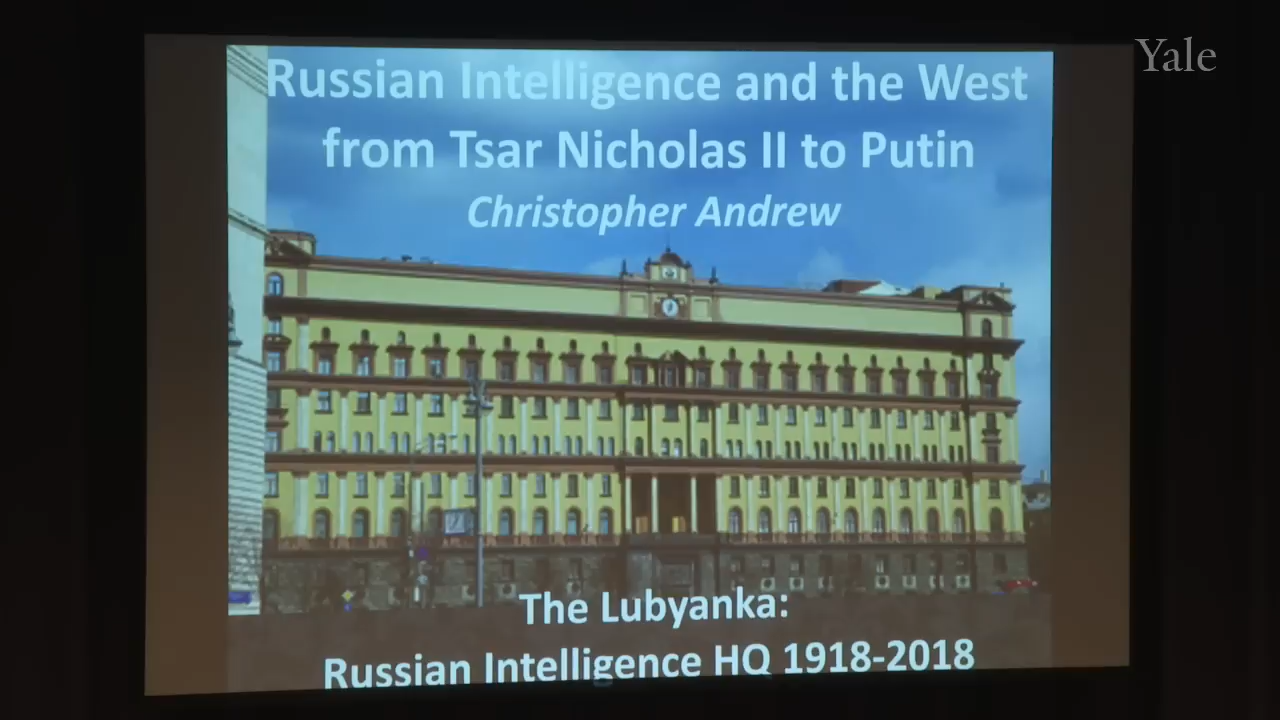 Yale
Russian Intelligence and the West
from Tsar Nicholas II to Putin
Christopher Andrew
The Lubyanka:
Russian Intelligence HQ 1918-2018